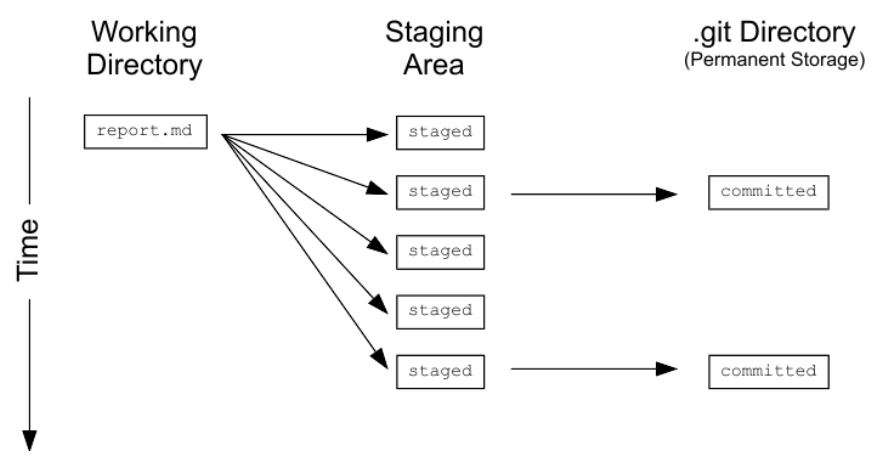 Working
Directory
Staging
Area
.git Directory
(Permanent Storage)
Time
report.md
staged
staged
committed
staged
staged
staged
committed